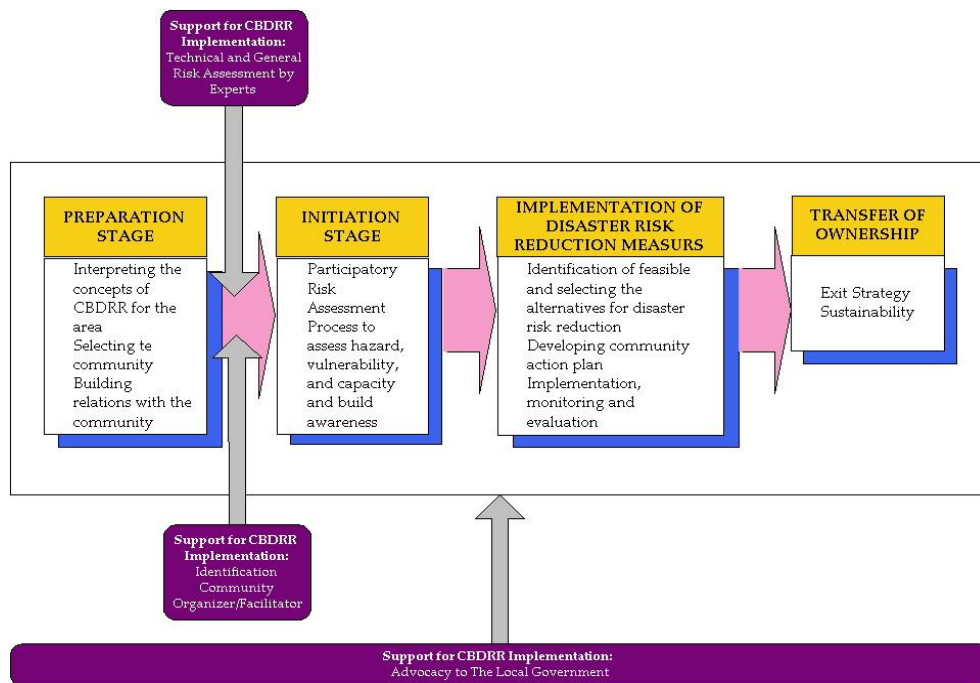 Support for CBDRR
Implementation:
Technical and General
Risk Assessment by
Experts
PREPARATION
STAGE
Interpreting the
concepts of
CBDRR for the
area
Selecting te
community
Building
relations with the
community
INITIATION
STAGE
Participatory
Risk
Assessment
Process to
assess hazard,
vulnerability,
and capacity
and build
awareness
IMPLEMENTATION OF
DISASTER RISK
REDUCTION MEASURS
Identification of feasible
and selecting the
alternatives for disaster
risk reduction
Developing community
action plan
Implementation,
monitoring and
evaluation
TRANSFER OF
OWNERSHIP
Exit Strategy
Sustainability
Support for CBDRR
Implementation:
Identification
Community
Organizer/Facilitator
Support for CBDRR Implementation:
Advocacy to The Local Government